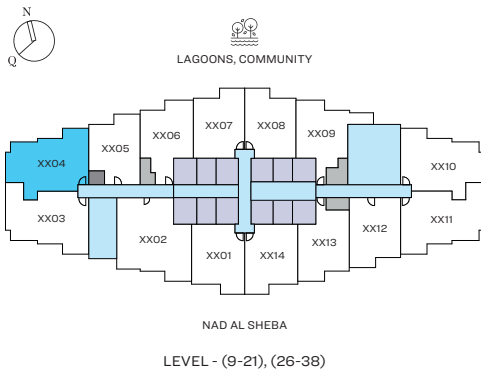 N
Q
LAGOONS, COMMUNITY
XX07 XX08
XX06 XX09
XX05
XX04 XX10
XX03 XX11
XX02 XX12
XX13
XX01 XX14
NAD AL SHEBA
LEVEL - (9-21), (26-38)